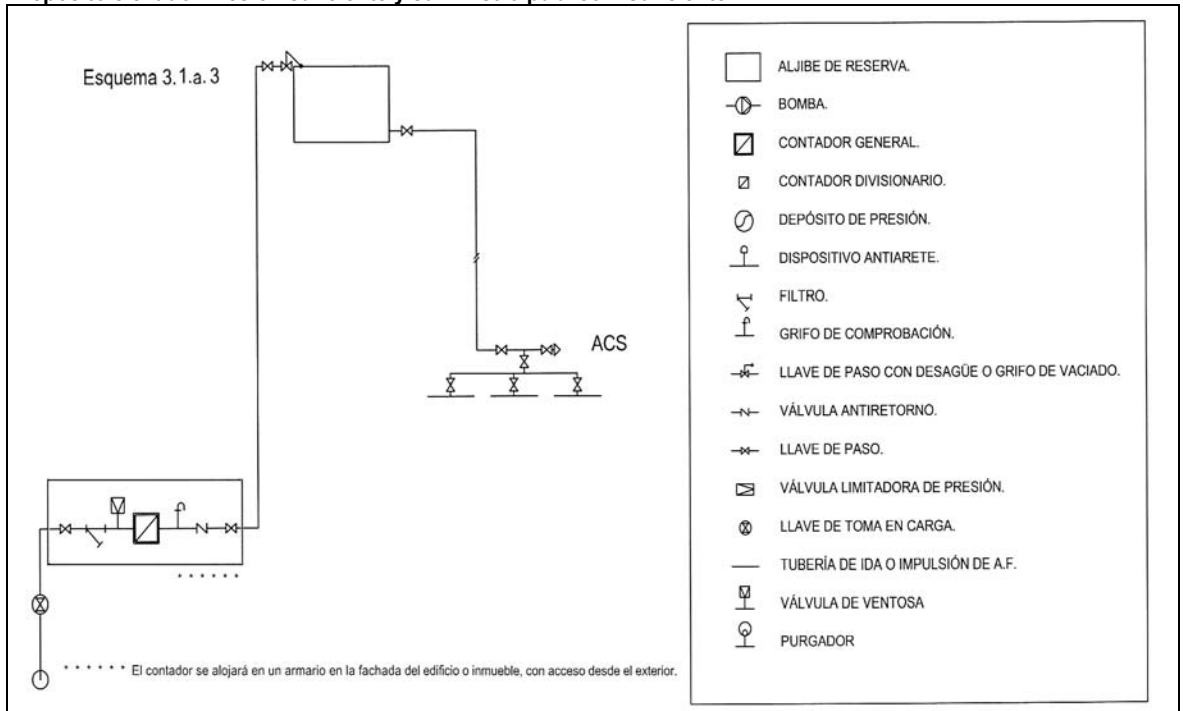 Esquema 3.1.a.3
ACS
* * * * * *
* * * * * * El contador se alojará en un armario en la fachada del edificio o inmueble, con acceso desde el exterior.
ALJIBE DE RESERVA.
BOMBA.
CONTADOR GENERAL.
CONTADOR DIVISIONARIO.
DEPÓSITO DE PRESIÓN.
DISPOSITIVO ANTIARETE.
FILTRO.
GRIFO DE COMPROBACIÓN.
LLAVE DE PASO CON DESAGÜE O GRIFO DE VACIADO.
VÁLVULA ANTIRETORNO.
LLAVE DE PASO.
VÁLVULA LIMITADORA DE PRESIÓN.
LLAVE DE TOMA EN CARGA.
TUBERÍA DE IDA O IMPULSIÓN DE A.F.
VÁLVULA DE VENTOSA
PURGADOR